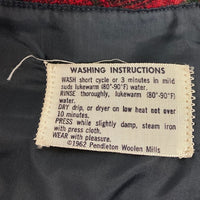 WASHING INSTRUCTIONS
WASH short cycle or 3 minutes in mild
suds lukewarm (80°-90°F) water.
RINSE thoroughly, lukewarm (80°-90°F)
water.
DRY drip, or dryer on low heat not over
10 minutes.
PRESS while slightly damp, steam iron
with press cloth.
WEAR with pleasure.
©1962 Pendleton Woolen Mills